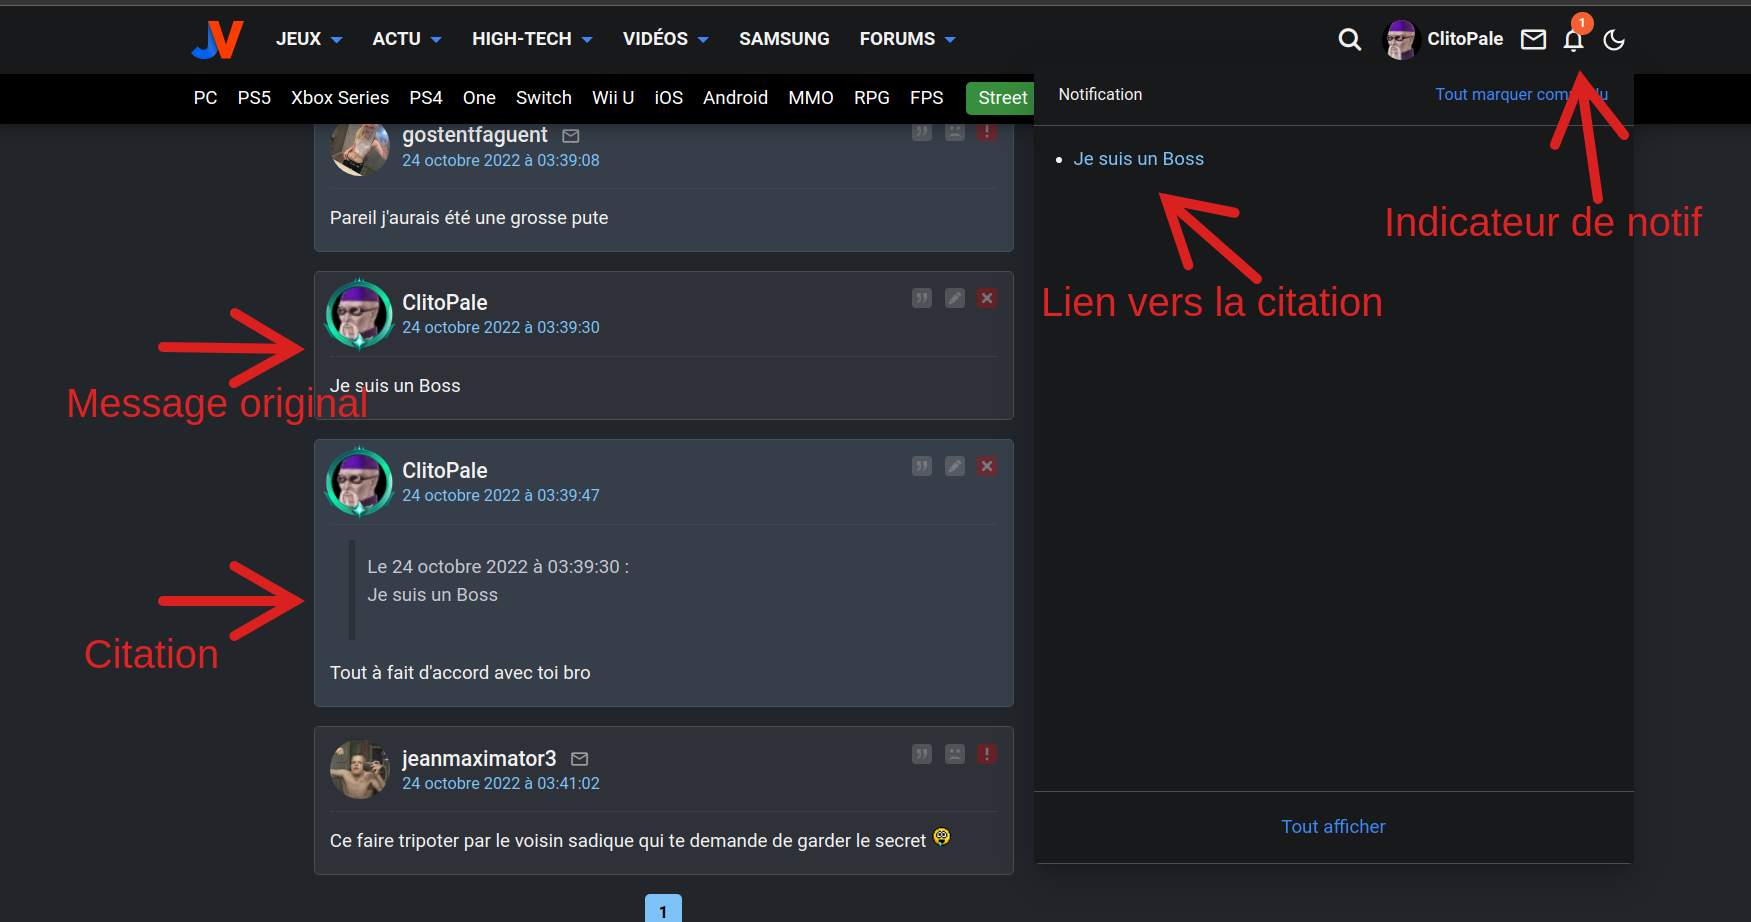 JV
JEUX ACTU HIGH-TECH VIDÉOS SAMSUNG FORUMS
ClitoPale
1
PC PS5 Xbox Series PS4 One Switch Wii U iOS Android MMO RPG FPS Street
Notification
Tout marquer
gostentfaguent
24 octobre 2022 à 03:39:08
Pareil j'aurais été une grosse pute
Je suis un Boss
Indicateur de notif
Lien vers la citation
ClitoPale
24 octobre 2022 à 03:39:30
Je suis un Boss
Message original
ClitoPale
24 octobre 2022 à 03:39:47
Le 24 octobre 2022 à 03:39:30 :
Je suis un Boss
Tout à fait d'accord avec toi bro
Citation
jeanmaximator3
24 octobre 2022 à 03:41:02
Ce faire tripoter par le voisin sadique qui te demande de garder le secret
Tout afficher
1